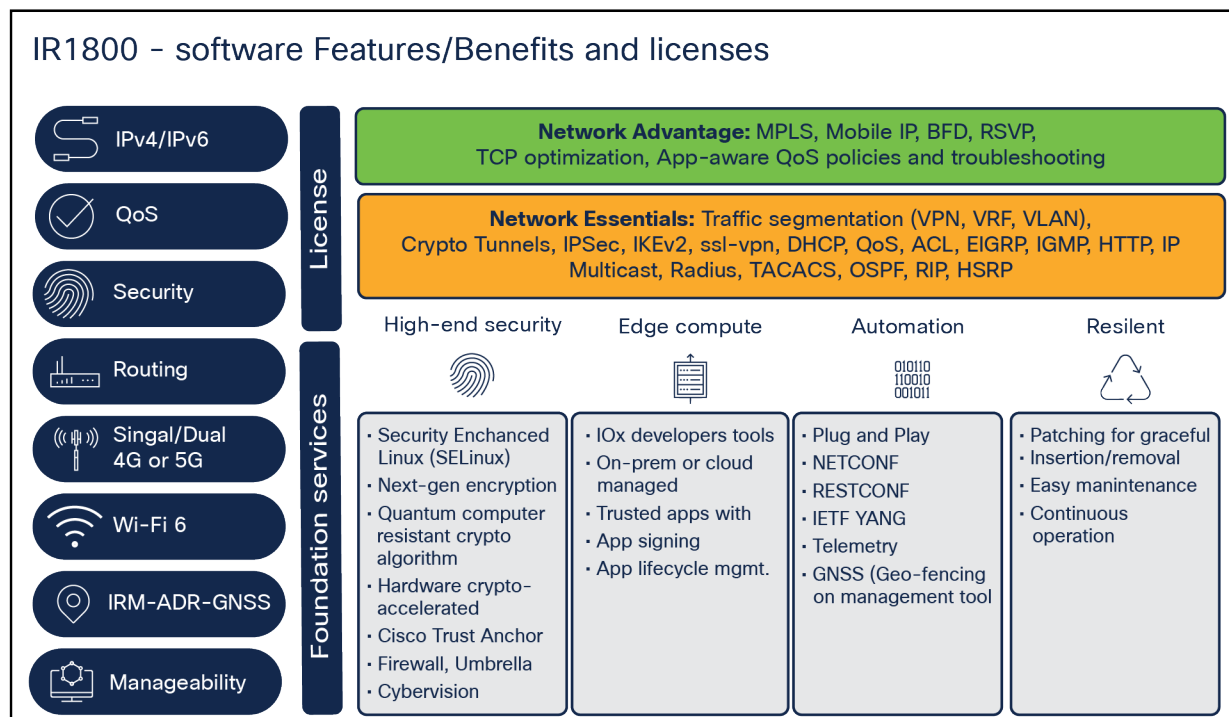 IR1800 - software Features/Benefits and licenses
IPv4/IPv6
QoS
Security
Routing
Singal/Dual
4G or 5G
Wi-Fi 6
IRM-ADR-GNSS
Manageability
License
Network Advantage: MPLS, Mobile IP, BFD, RSVP,
TCP optimization, App-aware QoS policies and troubleshooting
Network Essentials: Traffic segmentation (VPN, VRF, VLAN),
Crypto Tunnels, IPSec, IKEv2, ssl-vpn, DHCP, QoS, ACL, EIGRP, IGMP, HTTP, IP
Multicast, Radius, TACACS, OSPF, RIP, HSRP
Foundation services
High-end security
· Security Enchanced
Linux (SELinux)
· Next-gen encryption
· Quantum computer
resistant crypto
algorithm
· Hardware crypto-
accelerated
· Cisco Trust Anchor
· Firewall, Umbrella
· Cybervision
Edge compute
· IOx developers tools
· On-prem or cloud
managed
· Trusted apps with
· App signing
· App lifecycle mgmt.
Automation
010110
110010
001011
· Plug and Play
· NETCONF
· RESTCONF
· IETF YANG
· Telemetry
· GNSS (Geo-fencing
on management tool
Resilent
· Patching for graceful
· Insertion/removal
· Easy manintenance
· Continuous
operation